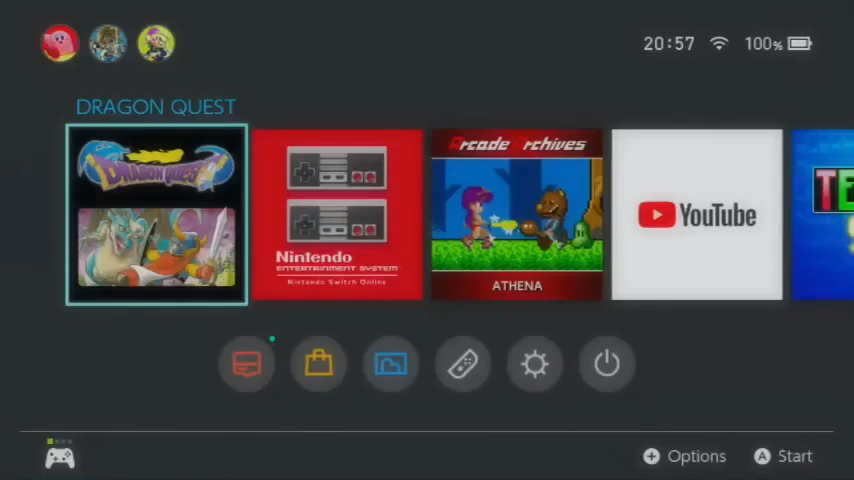 20:57 100%
DRAGON QUEST
DRAGON QUEST
Nintendo
ENTERTAINMENT SYSTEM
Nintendo Switch Online
Arcade Archives
ATHENA
YouTube
TE
Options
Start